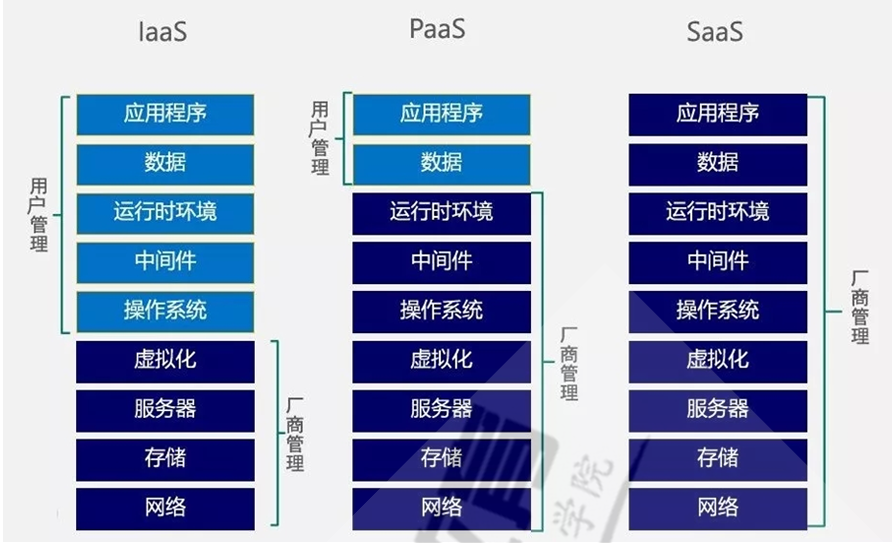 IaaS
PaaS
SaaS
用户管理
应用程序
数据
运行时环境
中间件
操作系统
虚拟化
服务器
存储
网络
厂商管理
用户管理
应用程序
数据
运行时环境
中间件
操作系统
虚拟化
服务器
存储
网络
厂商管理
应用程序
数据
运行时环境
中间件
操作系统
虚拟化
服务器
存储
网络
厂商管理
学院